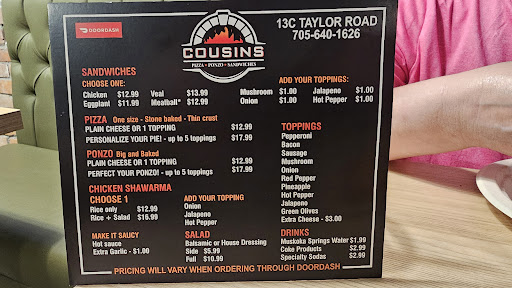 DOORDASH
COUSINS
PIZZA • PONZO • SANDWICHES
13C TAYLOR ROAD
705-640-1626
SANDWICHES
CHOOSE ONE:
Chicken $12.99 Veal $13.99
Eggplant $11.99 Meatball* $12.99
ADD YOUR TOPPING:
Mushroom $1.00 Jalapeno $1.00
Onion $1.00 Hot Pepper $1.00
PIZZA One size - Stone baked - Thin crust
PLAIN CHEESE OR 1 TOPPING $12.99
PERSONALIZE YOUR PIE! - up to 5 toppings $17.99
PONZO Big and Baked
PLAIN CHEESE OR 1 TOPPING $12.99
PERFECT YOUR PONZO! - up to 5 toppings $17.99
CHICKEN SHAWARMA
CHOOSE 1
Rice only $12.99
Rice + Salad $16.99
ADD YOUR TOPPING
Onion
Jalapeno
Hot Pepper
MAKE IT SAUCY
Hot sauce
Extra Garlic - $1.00
SALAD
Balsamic or House Dressing
Side $5.99
Full $10.99
TOPPINGS
Pepperoni
Bacon
Sausage
Mushroom
Onion
Red Pepper
Pineapple
Hot Pepper
Jalapeno
Green Olives
Extra Cheese - $3.00
DRINKS
Muskoka Springs Water $1.99
Coke Products $2.99
Specialty Sodas $2.99
PRICING WILL VARY WHEN ORDERING THROUGH DOORDASH